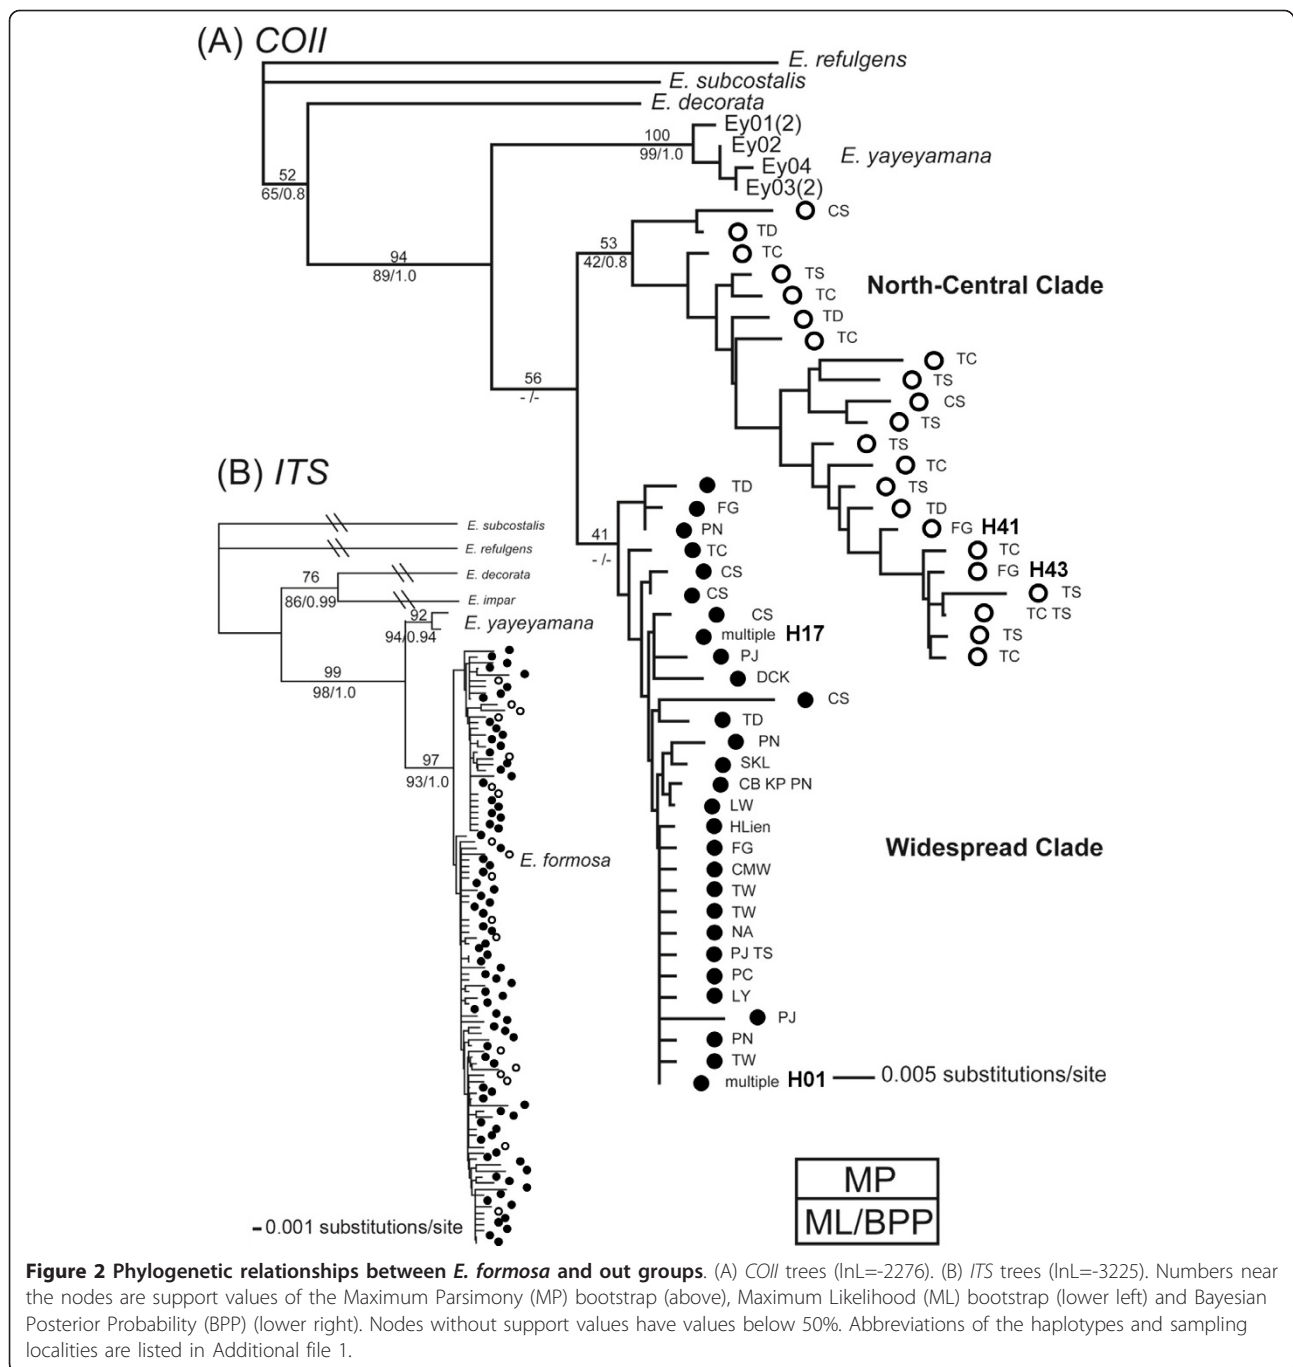 (A) COII
E. refulgens
E. subcostalis
E. decorata
Ey01(2)
100
Ey02
99/1.0
E. yayeyamana
Ey04
52
Ey03(2)
65/0.8
CS
TD
53
94
TC
42/0.8
89/1.0
TS
North-Central Clade
TC
TD
TC
TC
56
TS
- /-
CS
TS
TS
TC
TS
TD
FG H41
TC
FG H43
TS
TC TS
TS
TC
(B) ITS
TD
FG
PN
41
TC
- /-
CS
CS
CS
multiple H17
PJ
DCK
CS
TD
PN
SKL
CB KP PN
LW
HLien
FG
Widespread Clade
CMW
TW
TW
NA
PJ TS
PC
LY
PJ
PN
TW
multiple H01
0.005 substitutions/site
E. subcostalis
E. refulgens
76
E. decorata
86/0.99
E. impar
92
E. yayeyamana
94/0.94
99
98/1.0
97
93/1.0
E. formosa
0.001 substitutions/site
MP
ML/BPP
Figure 2 Phylogenetic relationships between E. formosa and out groups. (A) COII trees (lnL=-2276). (B) ITS trees (lnL=-3225). Numbers near
the nodes are support values of the Maximum Parsimony (MP) bootstrap (above), Maximum Likelihood (ML) bootstrap (lower left) and Bayesian
Posterior Probability (BPP) (lower right). Nodes without support values have values below 50%. Abbreviations of the haplotypes and sampling
localities are listed in Additional file 1.